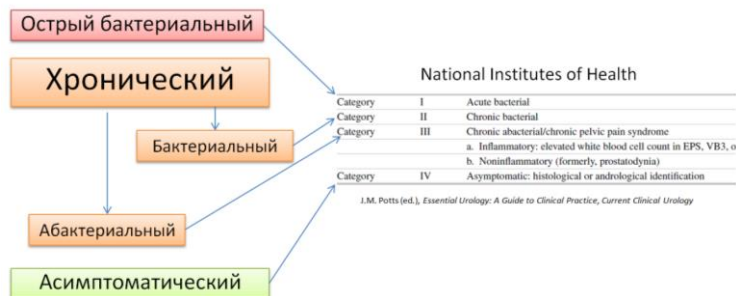 Острый бактериальный
Хронический
Бактериальный
Абактериальный
Асимптоматический
National Institutes of Health
Category I Acute bacterial
Category II Chronic bacterial
Category III Chronic abacterial/chronic pelvic pain syndrome
a. Inflammatory: elevated white blood cell count in EPS, VB3, o
b. Noninflammatory (formerly, prostatodynia)
Category IV Asymptomatic: histological or andrological identification
J.M. Potts (ed.), Essential Urology: A Guide to Clinical Practice, Current Clinical Urology